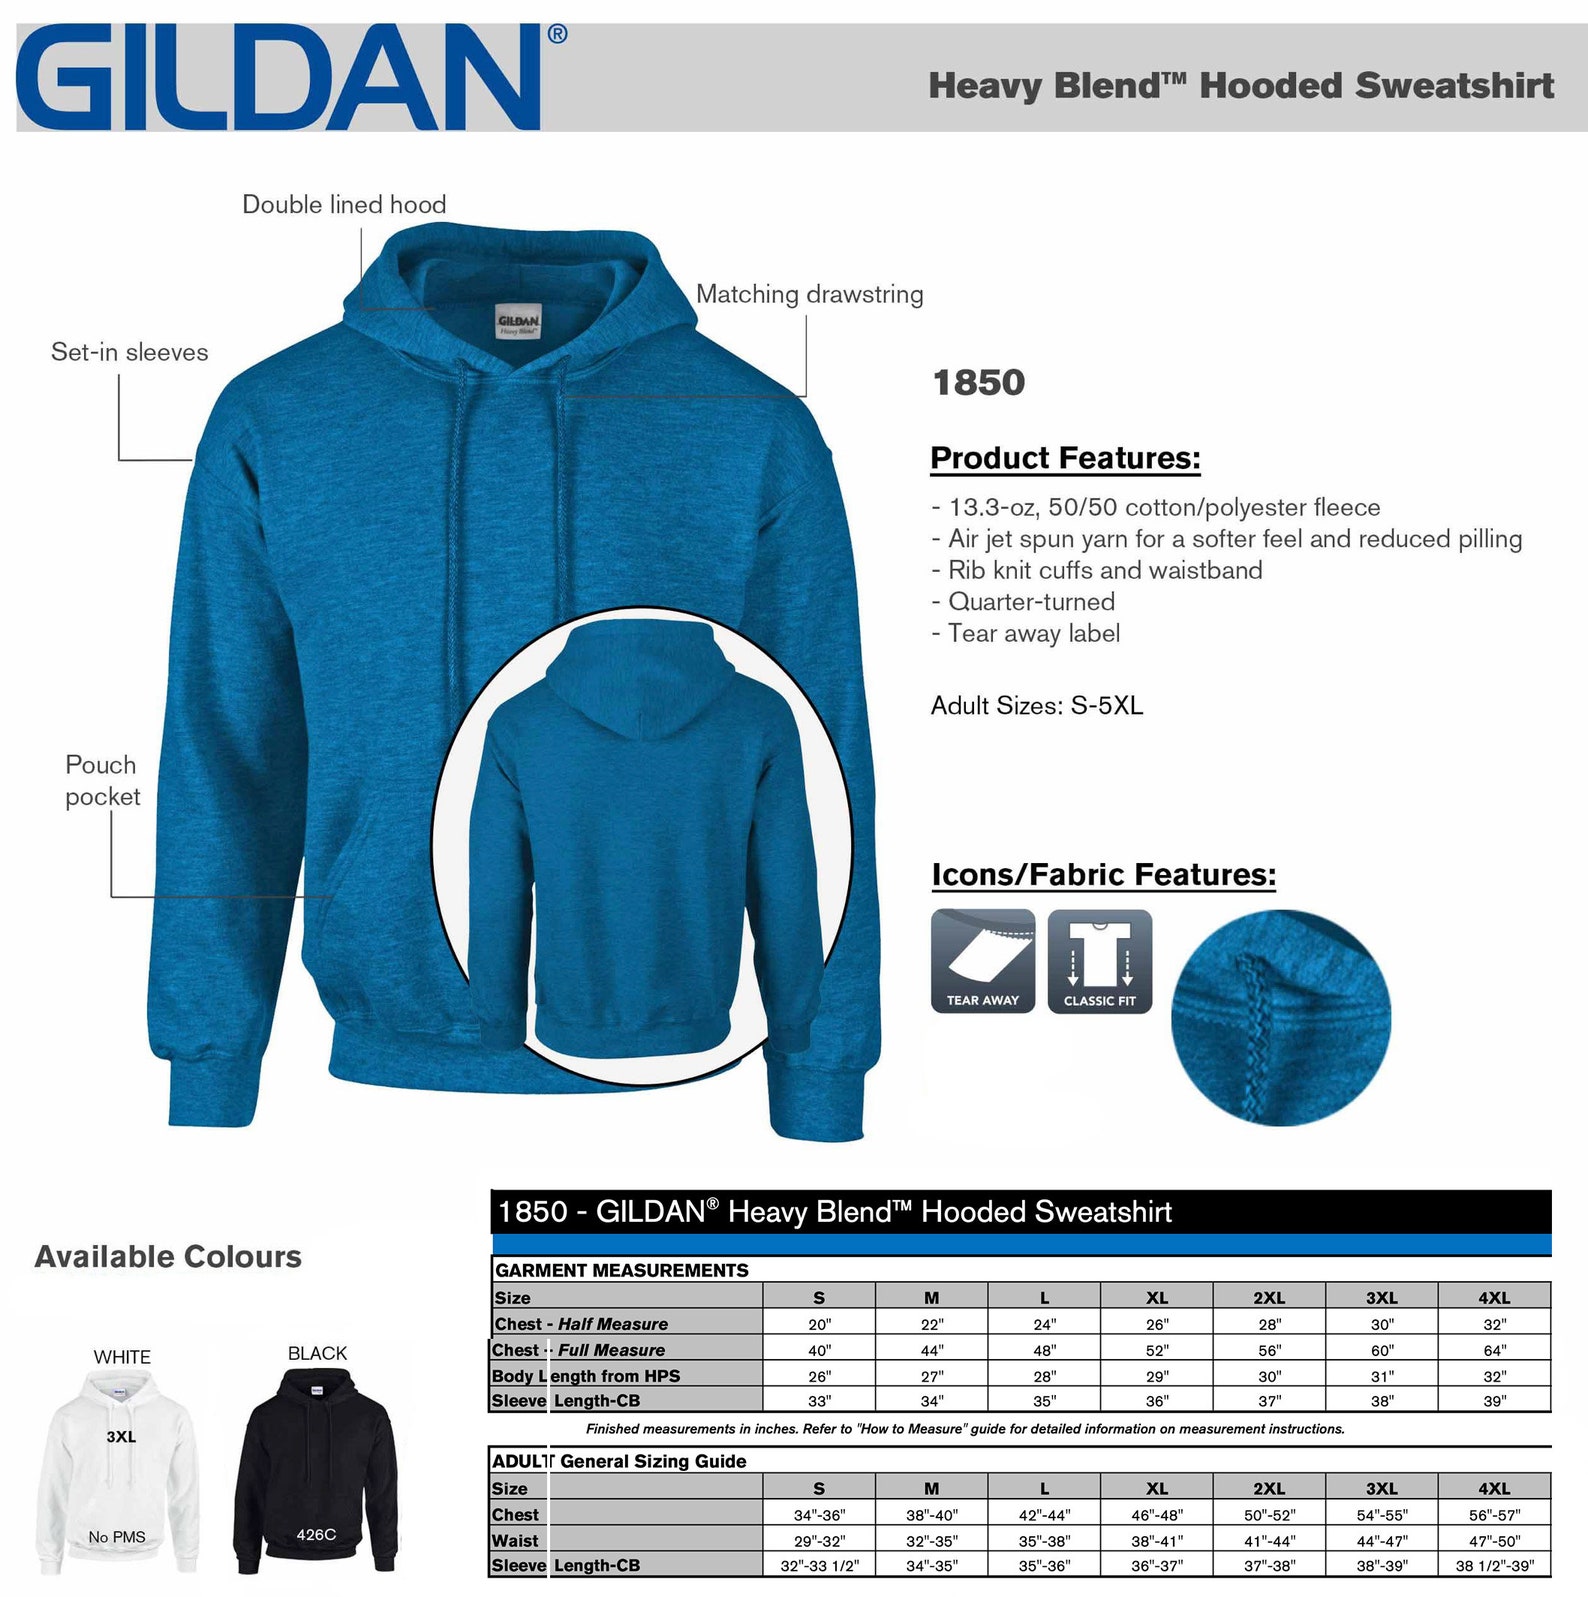 GILDAN®
Heavy Blend™ Hooded Sweatshirt
Double lined hood
Matching drawstring
GILDAN
Heavy Blend™
Set-in sleeves
1850
Product Features:
- 13.3-oz, 50/50 cotton/polyester fleece
- Air jet spun yarn for a softer feel and reduced pilling
- Rib knit cuffs and waistband
- Quarter-turned
- Tear away label
Adult Sizes: S-5XL
Pouch
pocket
Icons/Fabric Features:
TEAR AWAY
CLASSIC FIT
1850 - GILDAN® Heavy Blend™ Hooded Sweatshirt
Available Colours
WHITE
3XL
No PMS
BLACK
426C
GARMENT MEASUREMENTS
Size S M L XL 2XL 3XL 4XL
Chest - Half Measure 20" 22" 24" 26" 28" 30" 32"
Chest - Full Measure 40" 44" 48" 52" 56" 60" 64"
Body Length from HPS 26" 27" 28" 29" 30" 31" 32"
Sleeve Length-CB 33" 34" 35" 36" 37" 38" 39"
Finished measurements in inches. Refer to "How to Measure" guide for detailed information on measurement instructions.
ADULT General Sizing Guide
Size S M L XL 2XL 3XL 4XL
Chest 34"-36" 38"-40" 42"-44" 46"-48" 50"-52" 54"-55" 56"-57"
Waist 29"-32" 32"-35" 35"-38" 38"-41" 41"-44" 44"-47" 47"-50"
Sleeve Length-CB 32"-33 1/2" 34"-35" 35"-36" 36"-37" 37"-38" 38"-39" 38 1/2"-39"